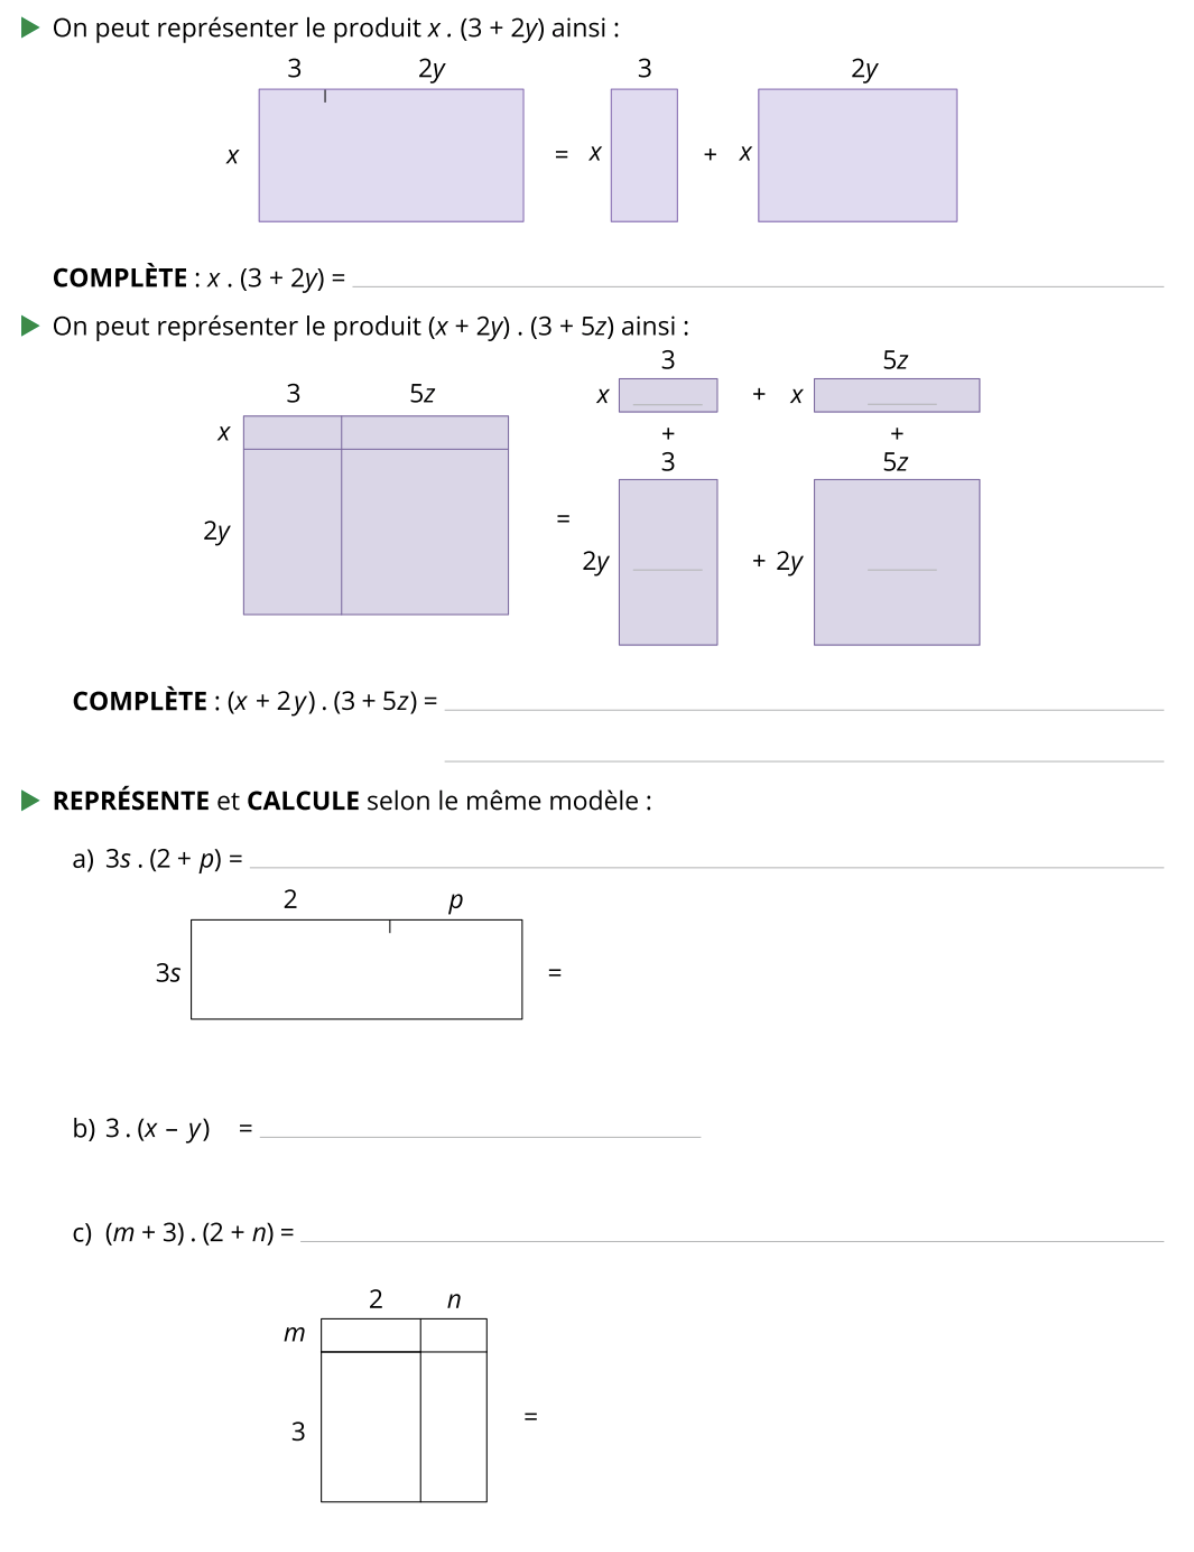 On peut représenter le produit x . (3 + 2y) ainsi :
3 2y 3 2y
x = x + x
COMPLÈTE : x . (3 + 2y) =
On peut représenter le produit (x + 2y) . (3 + 5z) ainsi :
3 5z
3 5z
x + x
x
+ +
3 5z
2y
=
2y + 2y
COMPLÈTE : (x + 2y) . (3 + 5z) =
REPRÉSENTE et CALCULE selon le même modèle :
a) 3s . (2 + p) =
2 p
3s =
b) 3 . (x – y) =
c) (m + 3) . (2 + n) =
2 n
m
=
3